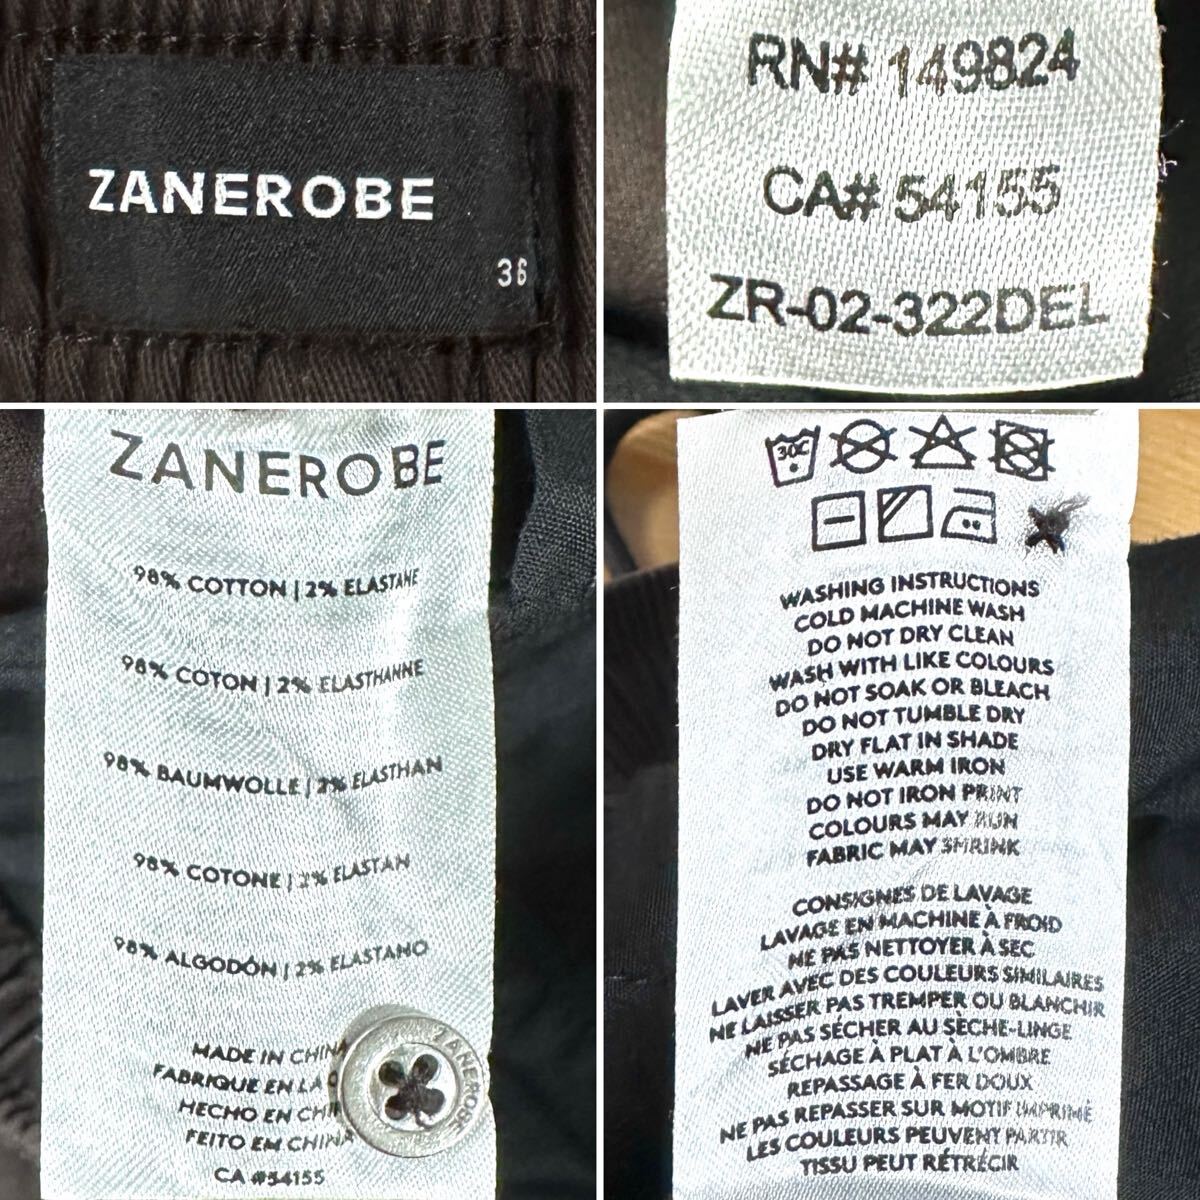 ZANEROBE
36
RN# 149824
CA# 54155
ZR-02-322DEL
ZANEROBE
98% COTTON | 2% ELASTANE
98% COTON | 2% ELASTHANNE
98% BAUMWOLLE | 2% ELASTHAN
98% COTONE | 2% ELASTAN
98% ALGODÓN | 2% ELASTANO
MADE IN CHINA
FABRIQUE EN LA C
HECHO EN CHI
FEITO EM CHINA
CA #54155
ZANEROBE
30C
WASHING INSTRUCTIONS
COLD MACHINE WASH
DO NOT DRY CLEAN
WASH WITH LIKE COLOURS
DO NOT SOAK OR BLEACH
DO NOT TUMBLE DRY
DRY FLAT IN SHADE
USE WARM IRON
DO NOT IRON PRINT
COLOURS MAY RUN
FABRIC MAY SHRINK
CONSIGNES DE LAVAGE
LAVAGE EN MACHINE À FROID
NE PAS NETTOYER À SEC
LAVER AVEC DES COULEURS SIMILAIRES
NE LAISSER PAS TREMPER OU BLANCHIR
NE PAS SÉCHER AU SÈCHE-LINGE
SÉCHAGE À PLAT À L'OMBRE
REPASSAGE À FER DOUX
NE PAS REPASSER SUR MOTIF IMPRIMÉ
LES COULEURS PEUVENT PARTIR
TISSU PEUT RÉTRÉCIR